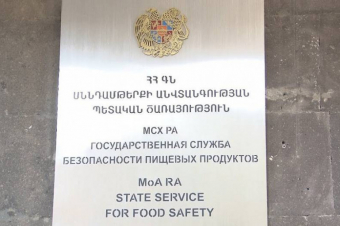 ՀՀ ԳՆ
ՍՆՆԴԱՄԹԵՐՔԻ ԱՆՎՏԱՆԳՈՒԹՅԱՆ
ՊԵՏԱԿԱՆ ԾԱՌԱՅՈՒԹՅՈՒՆ
МСХ РА
ГОСУДАРСТВЕННАЯ СЛУЖБА
БЕЗОПАСНОСТИ ПИЩЕВЫХ ПРОДУКТОВ
MoA RA
STATE SERVICE
FOR FOOD SAFETY